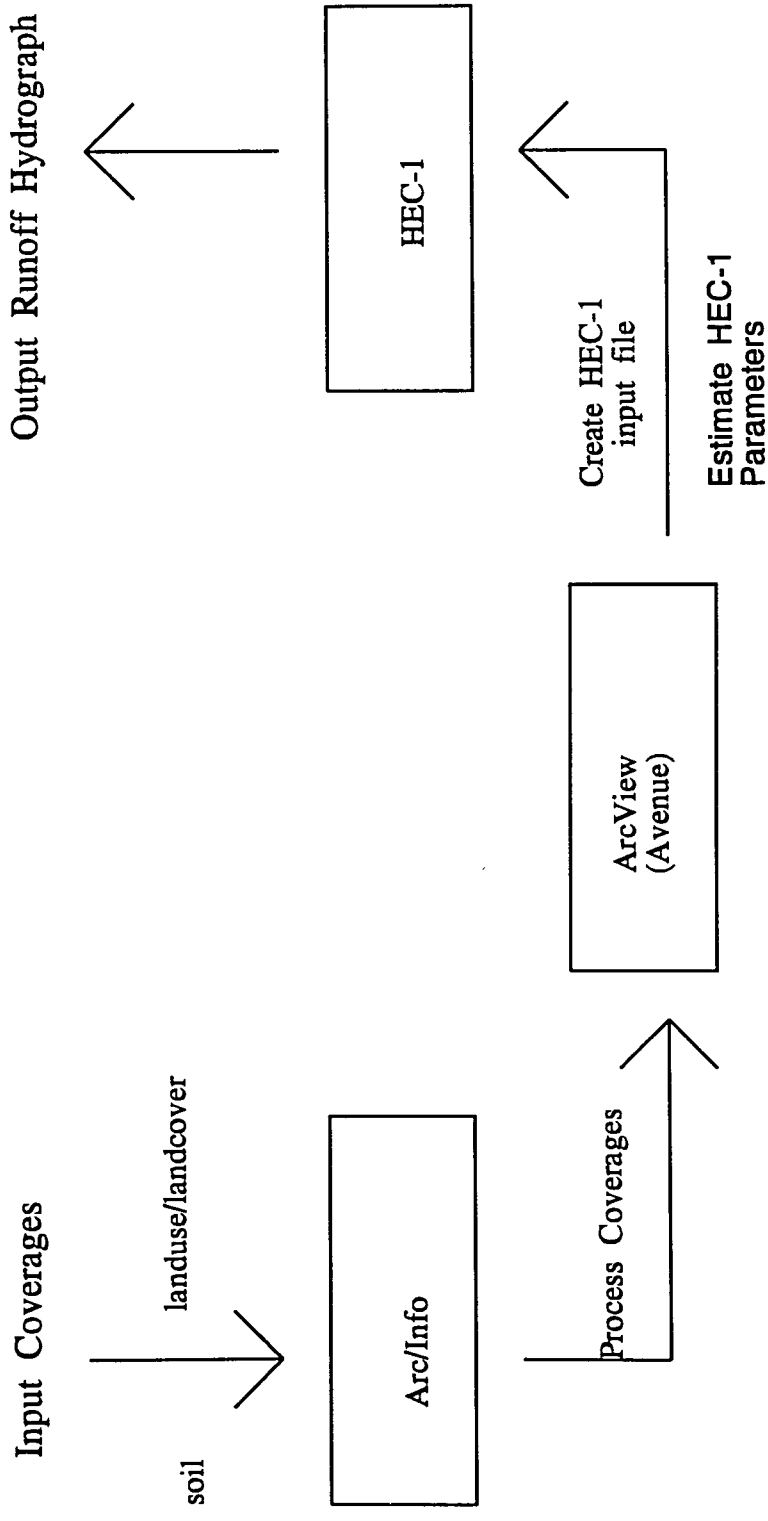 Input Coverages
soil
landuse/landcover
Arc/Info
Process Coverages
ArcView
(Avenue)
Create HEC-1
input file
Estimate HEC-1
Parameters
HEC-1
Output Runoff Hydrograph